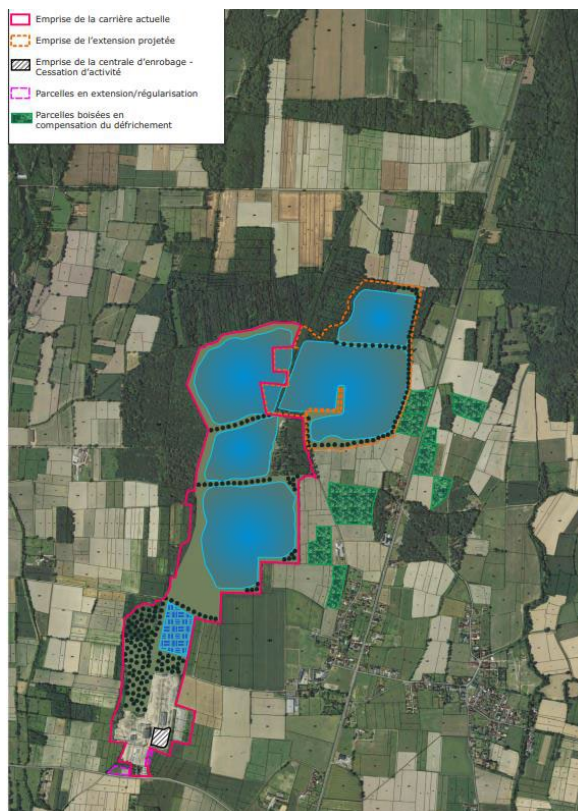 Emprise de la carrière actuelle
Emprise de l'extension projetée
Emprise de la centrale d'enrobage -
Cessation d'activité
Parcelles en extension/régularisation
Parcelles boisées en
compensation du défrichement